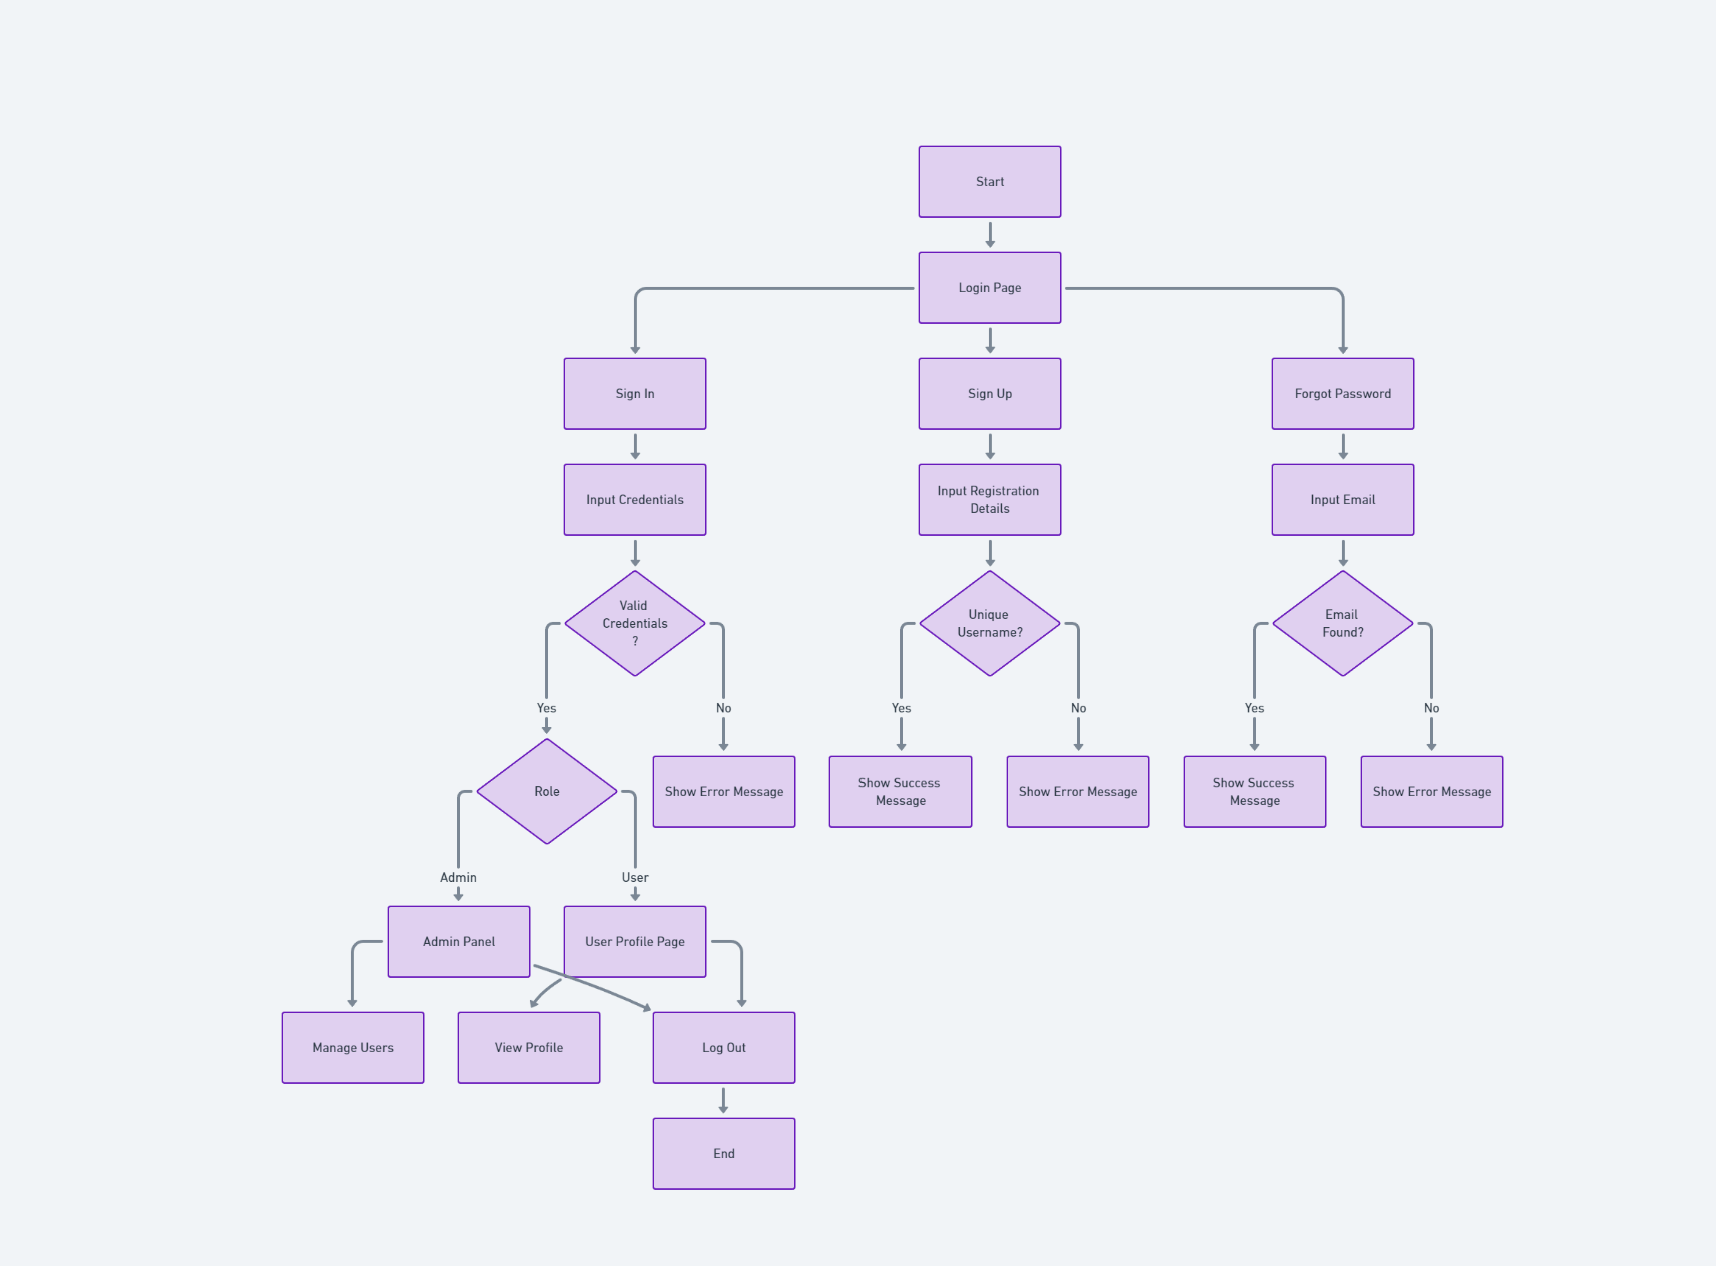 Start
Login Page
Sign In
Sign Up
Forgot Password
Input Credentials
Input Registration
Details
Input Email
Valid
Credentials
?
Unique
Username?
Email
Found?
Yes
No
Yes
No
Yes
No
Role
Show Error Message
Show Success
Message
Show Error Message
Show Success
Message
Show Error Message
Admin
User
Admin Panel
User Profile Page
Manage Users
View Profile
Log Out
End